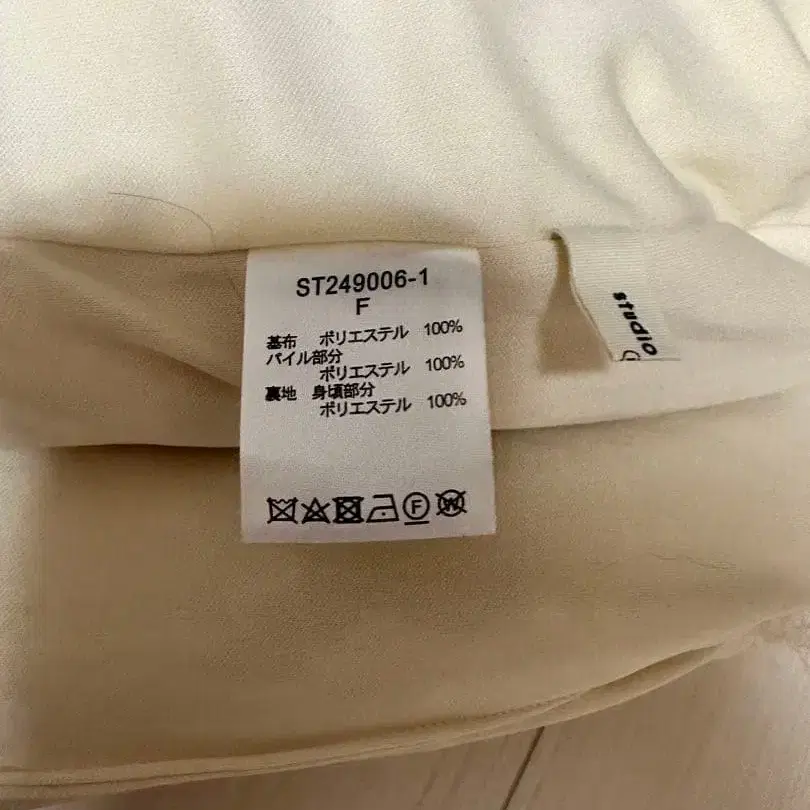 ST249006-1
F
基布 ポリエステル 100%
パイル部分
ポリエステル 100%
裏地 身頃部分
ポリエステル 100%
F W
studio